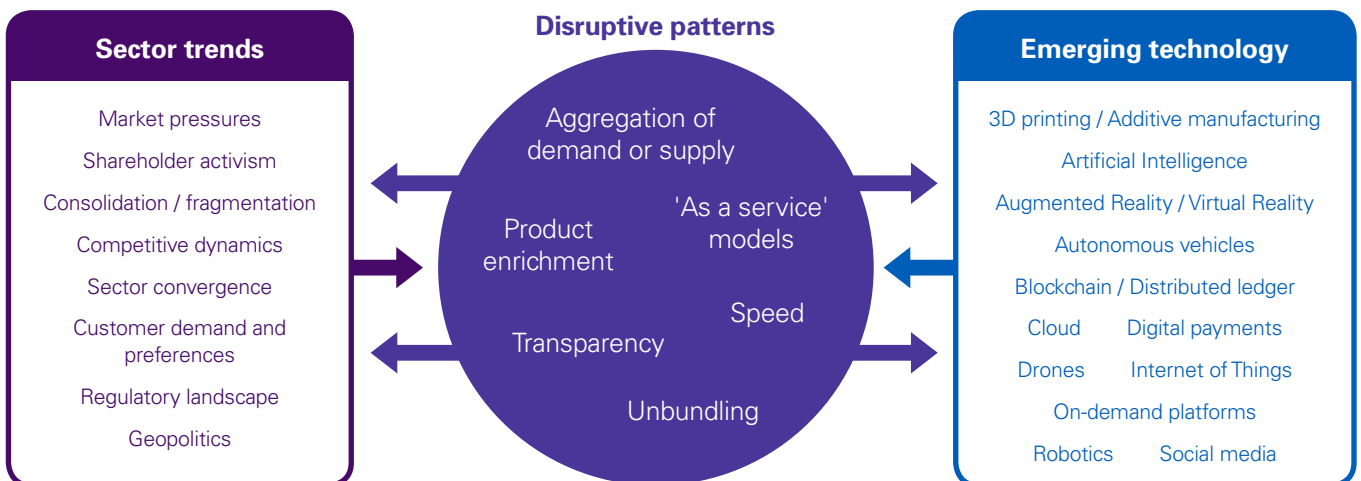 Sector trends
Market pressures
Shareholder activism
Consolidation / fragmentation
Competitive dynamics
Sector convergence
Customer demand and
preferences
Regulatory landscape
Geopolitics
Disruptive patterns
Aggregation of
demand or supply
'As a service'
models
Product
enrichment
Speed
Transparency
Unbundling
Emerging technology
3D printing / Additive manufacturing
Artificial Intelligence
Augmented Reality / Virtual Reality
Autonomous vehicles
Blockchain / Distributed ledger
Cloud Digital payments
Drones Internet of Things
On-demand platforms
Robotics Social media